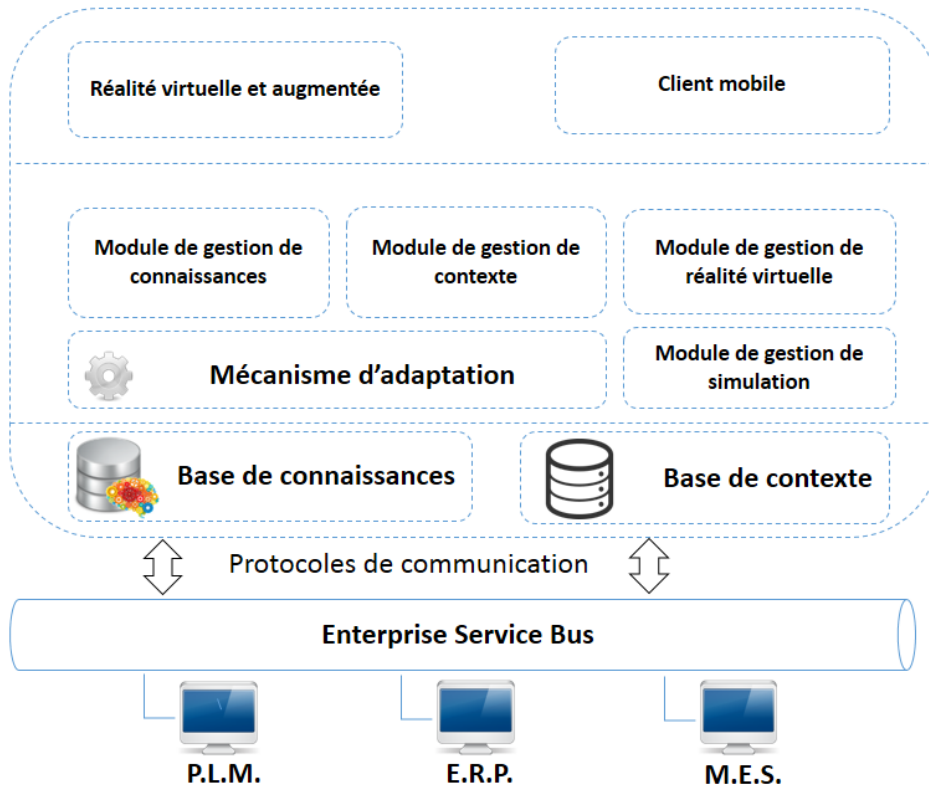 Réalité virtuelle et augmentée
Client mobile
Module de gestion de
connaissances
Module de gestion de
contexte
Module de gestion de
réalité virtuelle
Mécanisme d'adaptation
Module de gestion de
simulation
Base de connaissances
Base de contexte
Protocoles de communication
Enterprise Service Bus
P.L.M.
E.R.P.
M.E.S.